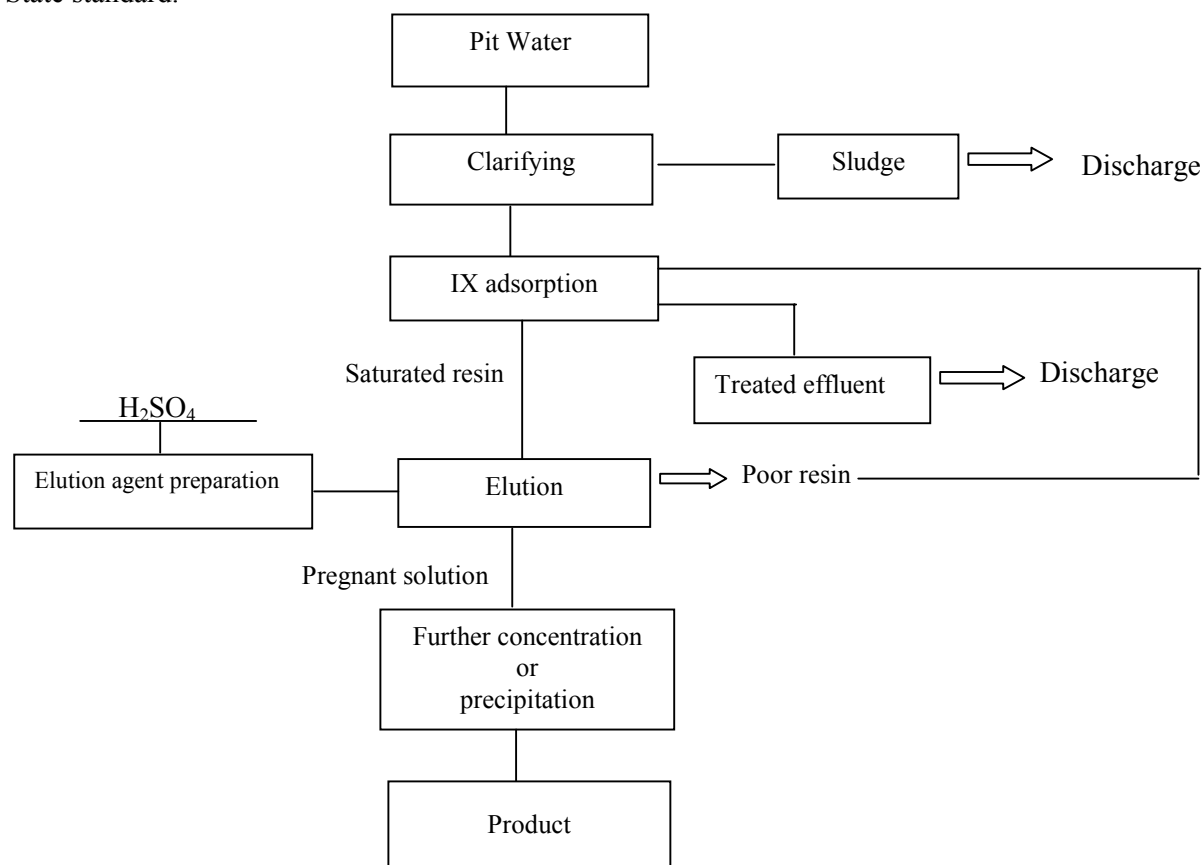 State standard.
Pit Water
Clarifying
Sludge
Discharge
IX adsorption
Saturated resin
Treated effluent
Discharge
H₂SO₄
Elution agent preparation
Elution
Poor resin
Pregnant solution
Further concentration
or
precipitation
Product